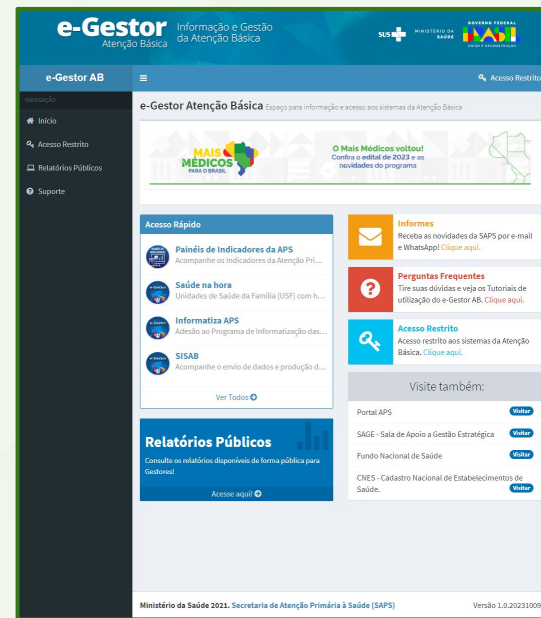 e-Gestor
Atenção Básica
Informação e Gestão
da Atenção Básica
SUS
MINISTÉRIO DA
SAÚDE
GOVERNO FEDERAL
BRASIL
UNIÃO E RECONSTRUÇÃO
e-Gestor AB
Acesso Restrito
NAVEGAÇÃO
Início
Acesso Restrito
Relatórios Públicos
Suporte
e-Gestor Atenção Básica Espaço para informação e acesso aos sistemas da Atenção Básica
MAIS
MÉDICOS
PARA O BRASIL
O Mais Médicos voltou!
Confira o edital de 2023 e as
novidades do programa
Acesso Rápido
Painéis de Indicadores da APS
Acompanhe os Indicadores da Atenção Pri...
Saúde na hora
Unidades de Saúde da Família (USF) com h...
Informatiza APS
Adesão ao Programa de Informatização das...
SISAB
Acompanhe o envio de dados e produção d...
Ver Todos
Relatórios Públicos
Consulte os relatórios disponíveis de forma pública para
Gestores!
Acesse aqui!
Informes
Receba as novidades da SAPS por e-mail
e WhatsApp! Clique aqui.
Perguntas Frequentes
Tire suas dúvidas e veja os Tutoriais de
utilização do e-Gestor AB. Clique aqui.
Acesso Restrito
Acesso restrito aos sistemas da Atenção
Básica. Clique aqui.
Visite também:
Portal APS Visitar
SAGE - Sala de Apoio a Gestão Estratégica Visitar
Fundo Nacional de Saúde Visitar
CNES - Cadastro Nacional de Estabelecimentos de
Saúde. Visitar
Ministério da Saúde 2021. Secretaria de Atenção Primária à Saúde (SAPS)
Versão 1.0.20231009